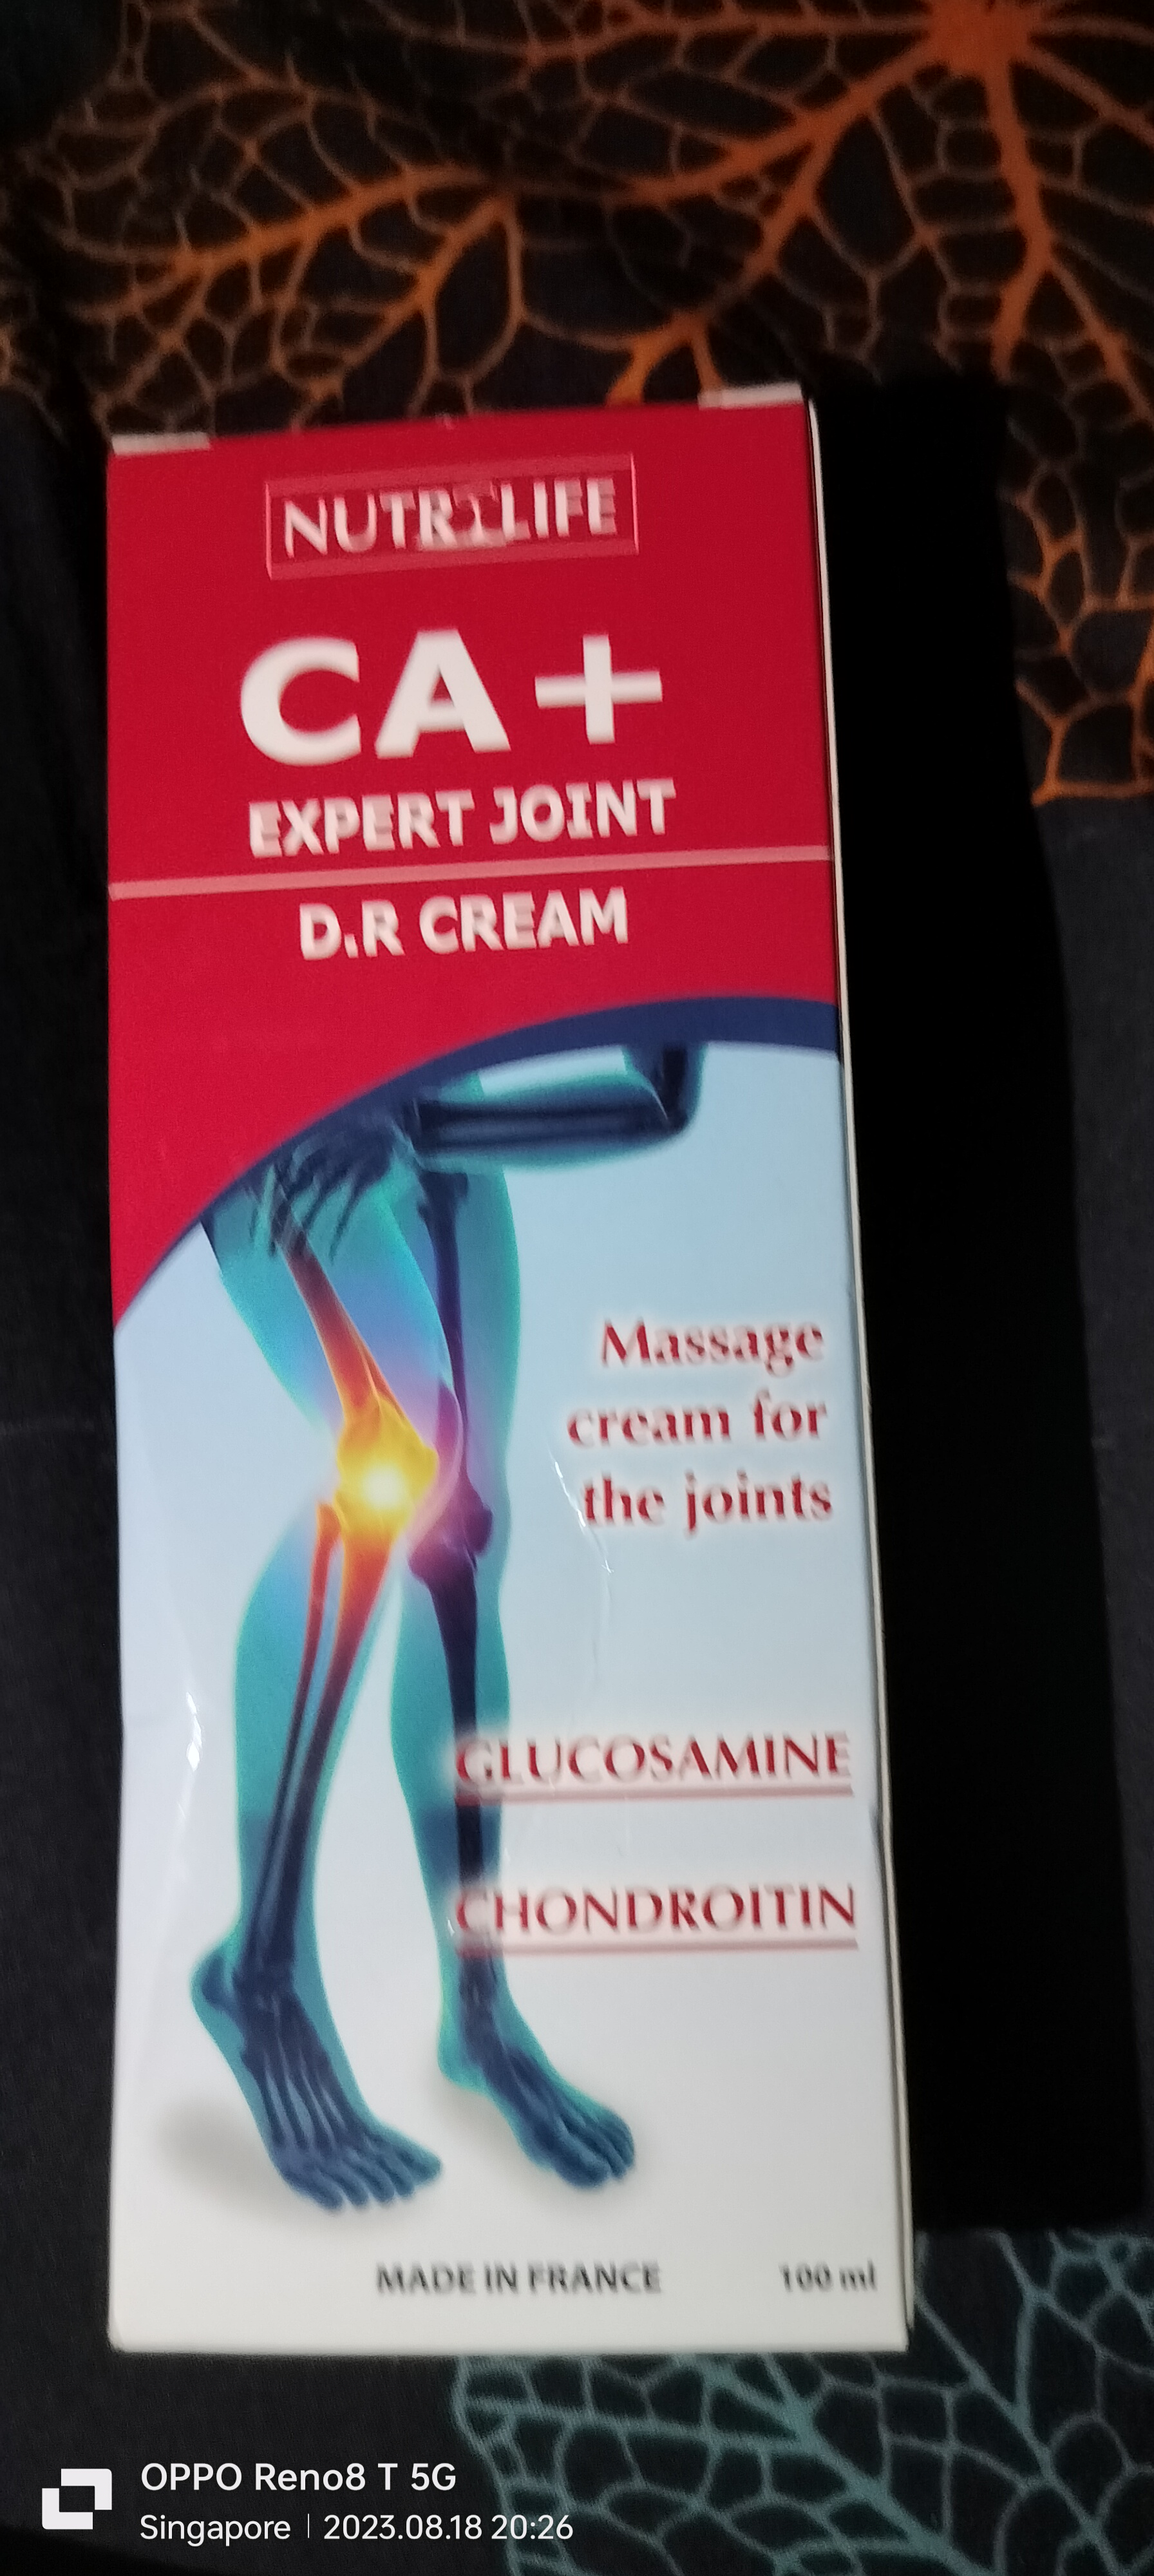 NUTRILIFE
CA+
EXPERT JOINT
D.R CREAM
Massage
cream for
the joints
GLUCOSAMINE
CHONDROITIN
MADE IN FRANCE 100 ml
OPPO Reno8 T 5G
Singapore | 2023.08.18 20:26